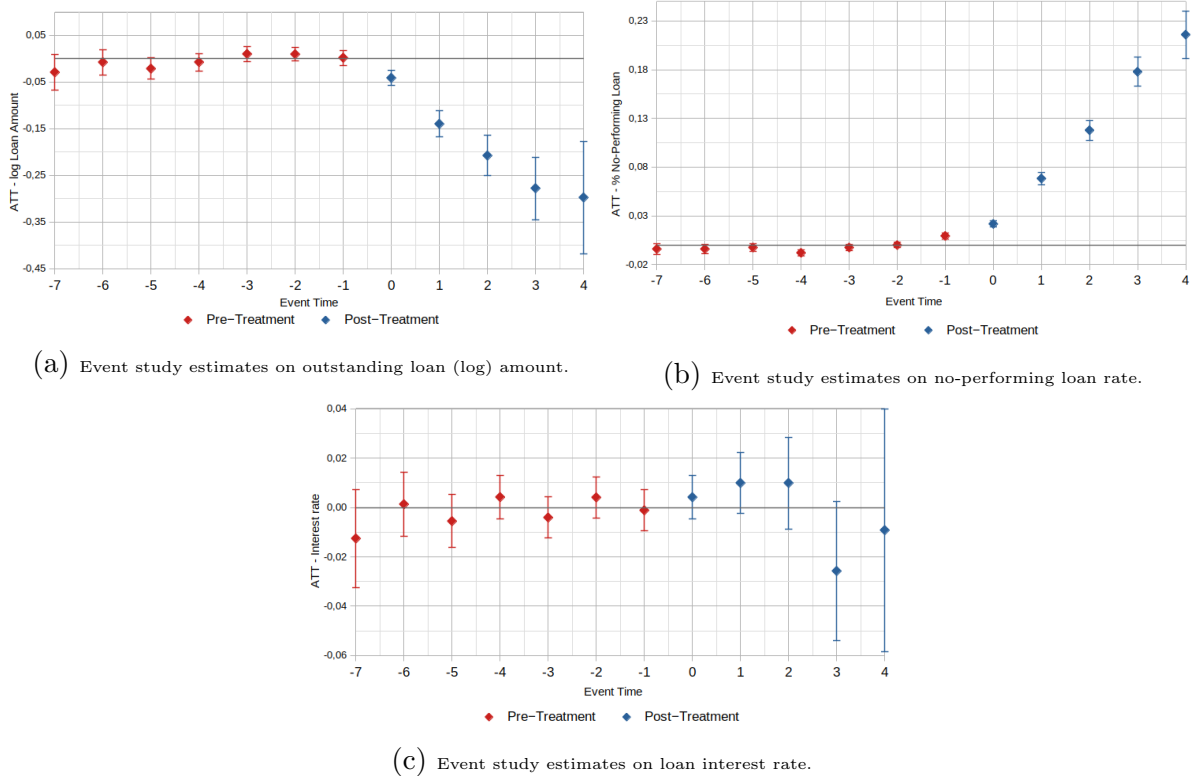 0,05
-0,05
-0,15
-0,25
-0,35
-0,45
ATT - log Loan Amount
-7 -6 -5 -4 -3 -2 -1 0 1 2 3 4
Event Time
Pre−Treatment Post−Treatment
(a) Event study estimates on outstanding loan (log) amount.
0,23
0,18
0,13
0,08
0,03
-0,02
ATT - % No-Performing Loan
-7 -6 -5 -4 -3 -2 -1 0 1 2 3 4
Event Time
Pre−Treatment Post−Treatment
(b) Event study estimates on no-performing loan rate.
0,04
0,02
0,00
-0,02
-0,04
-0,06
ATT - Interest rate
-7 -6 -5 -4 -3 -2 -1 0 1 2 3 4
Event Time
Pre−Treatment Post−Treatment
(c) Event study estimates on loan interest rate.